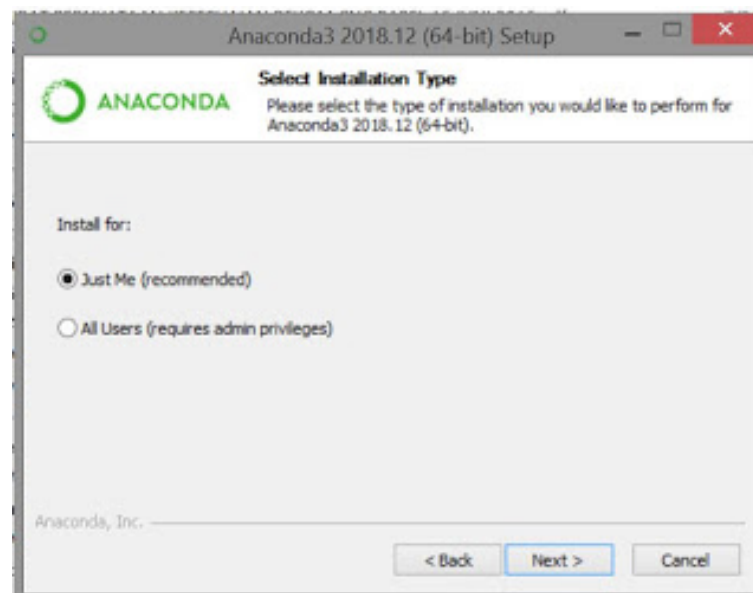 Anaconda3 2018.12 (64-bit) Setup
ANACONDA
Select Installation Type
Please select the type of installation you would like to perform for
Anaconda3 2018.12 (64-bit).
Install for:
Just Me (recommended)
All Users (requires admin privileges)
Anaconda, Inc.
< Back
Next >
Cancel